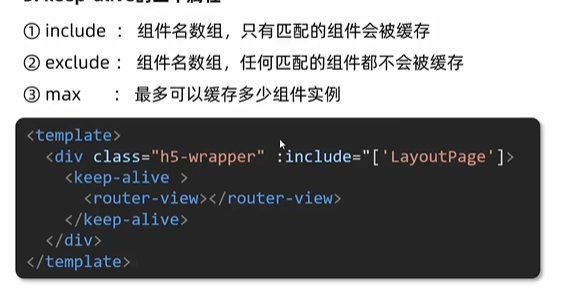 ① include ： 组件名数组，只有匹配的组件会被缓存
② exclude ： 组件名数组，任何匹配的组件都不会被缓存
③ max ： 最多可以缓存多少组件实例
<template>
  <div class="h5-wrapper" :include="['LayoutPage']>
    <keep-alive >
      <router-view></router-view>
    </keep-alive>
  </div>
</template>